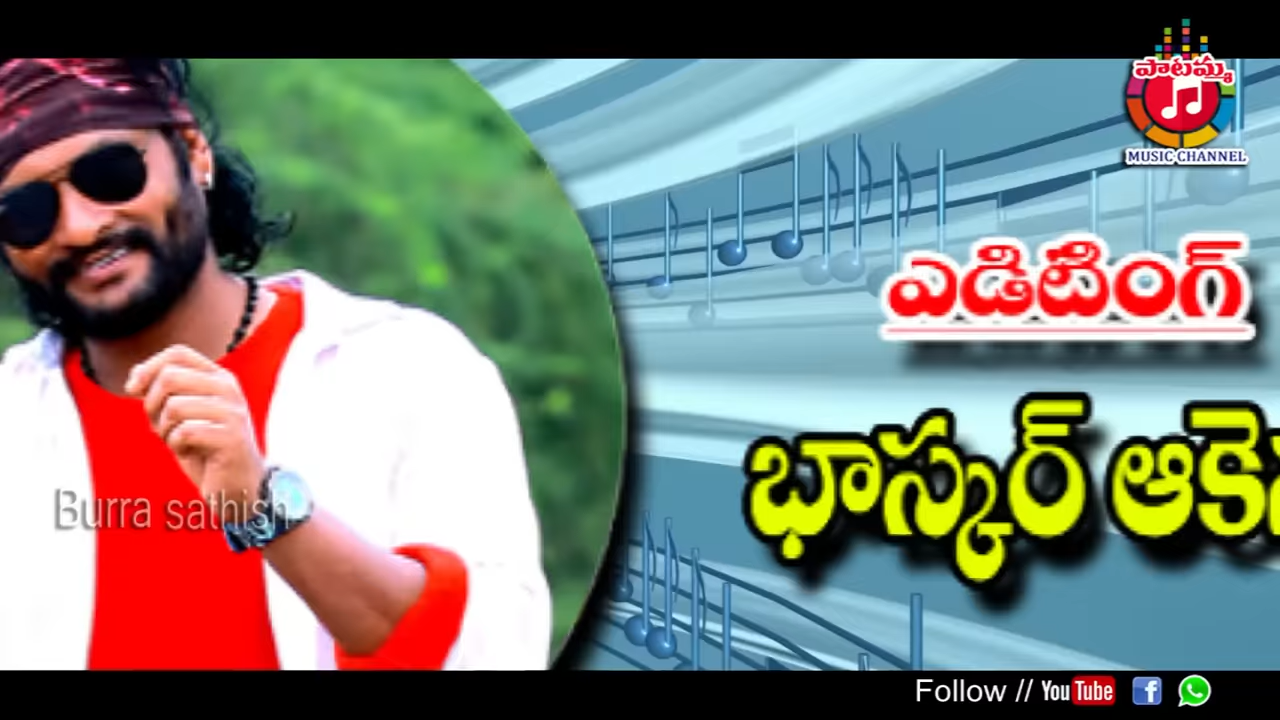 పాటమ్మ
MUSIC CHANNEL
ఎడిటింగ్
భాస్కర్
Burra sathish
Follow // YouTube